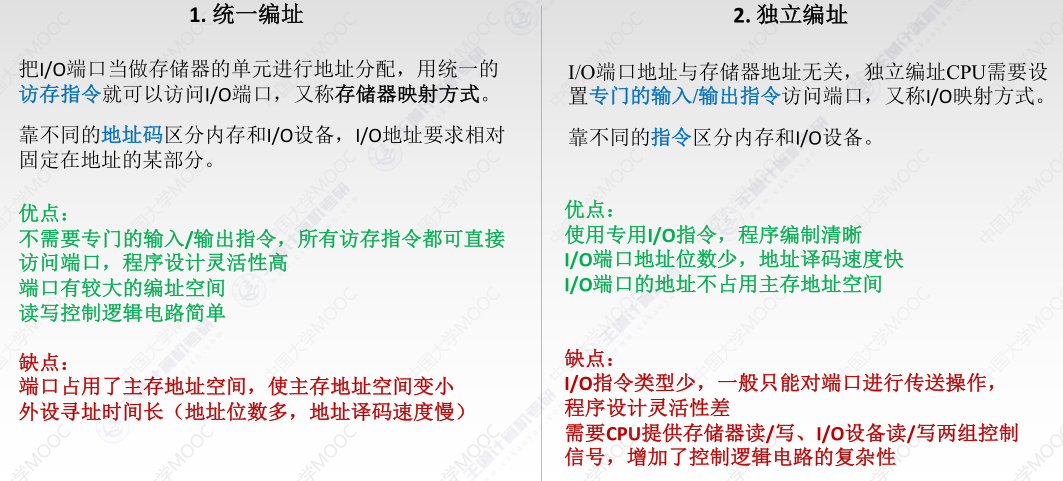 1. 统一编址
把I/O端口当做存储器的单元进行地址分配，用统一的
访存指令就可以访问I/O端口，又称存储器映射方式。
靠不同的地址码区分内存和I/O设备，I/O地址要求相对
固定在地址的某部分。
优点：
不需要专门的输入/输出指令，所有访存指令都可直接
访问端口，程序设计灵活性高
端口有较大的编址空间
读写控制逻辑电路简单
缺点：
端口占用了主存地址空间，使主存地址空间变小
外设寻址时间长（地址位数多，地址译码速度慢）
2. 独立编址
I/O端口地址与存储器地址无关，独立编址CPU需要设
置专门的输入/输出指令访问端口，又称I/O映射方式。
靠不同的指令区分内存和I/O设备。
优点：
使用专用I/O指令，程序编制清晰
I/O端口地址位数少，地址译码速度快
I/O端口的地址不占用主存地址空间
缺点：
I/O指令类型少，一般只能对端口进行传送操作，
程序设计灵活性差
需要CPU提供存储器读/写、I/O设备读/写两组控制
信号，增加了控制逻辑电路的复杂性